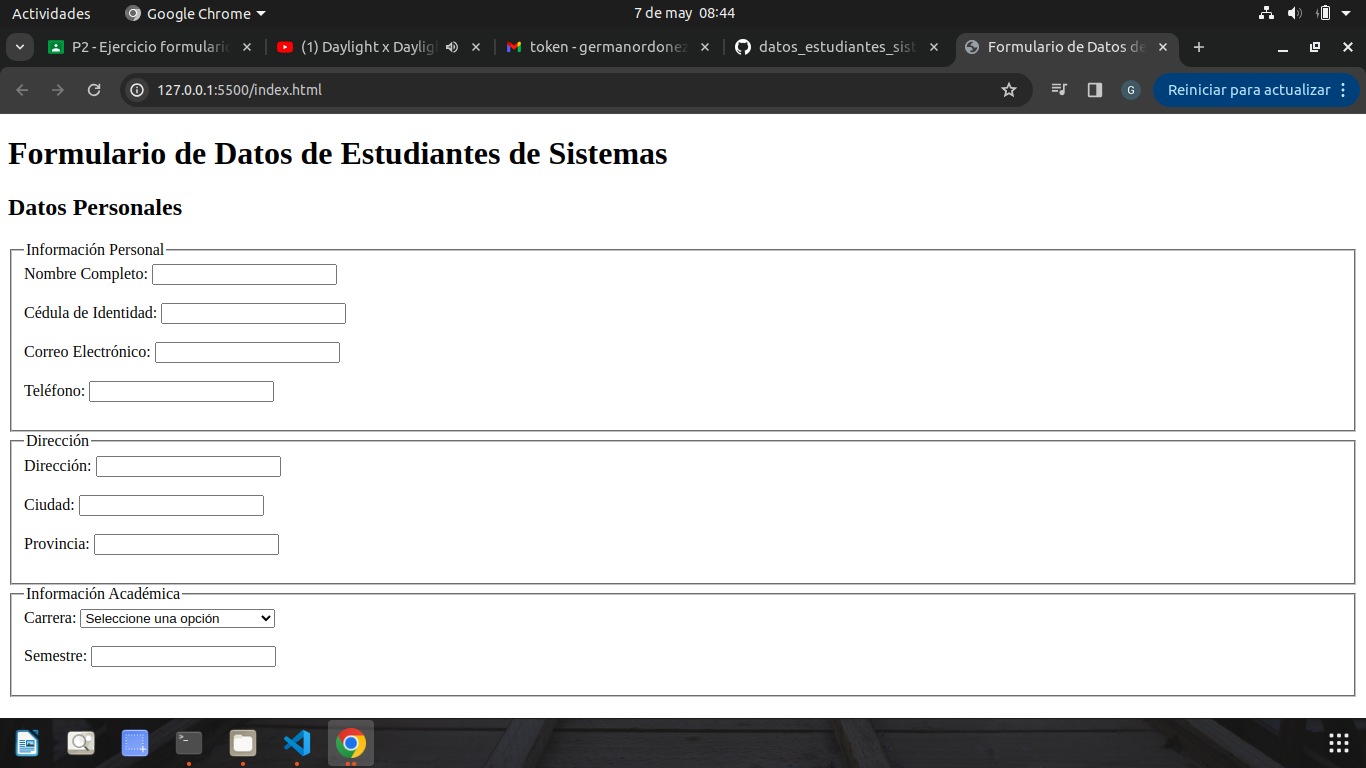 Actividades Google Chrome 7 de may 08:44
P2 - Ejercicio formulario (1) Daylight x Dayligh token - germanordonez datos_estudiantes_sist Formulario de Datos de
127.0.0.1:5500/index.html G Reiniciar para actualizar
Formulario de Datos de Estudiantes de Sistemas
Datos Personales
Información Personal
Nombre Completo:
Cédula de Identidad:
Correo Electrónico:
Teléfono:
Dirección
Dirección:
Ciudad:
Provincia:
Información Académica
Carrera: Seleccione una opción
Semestre: